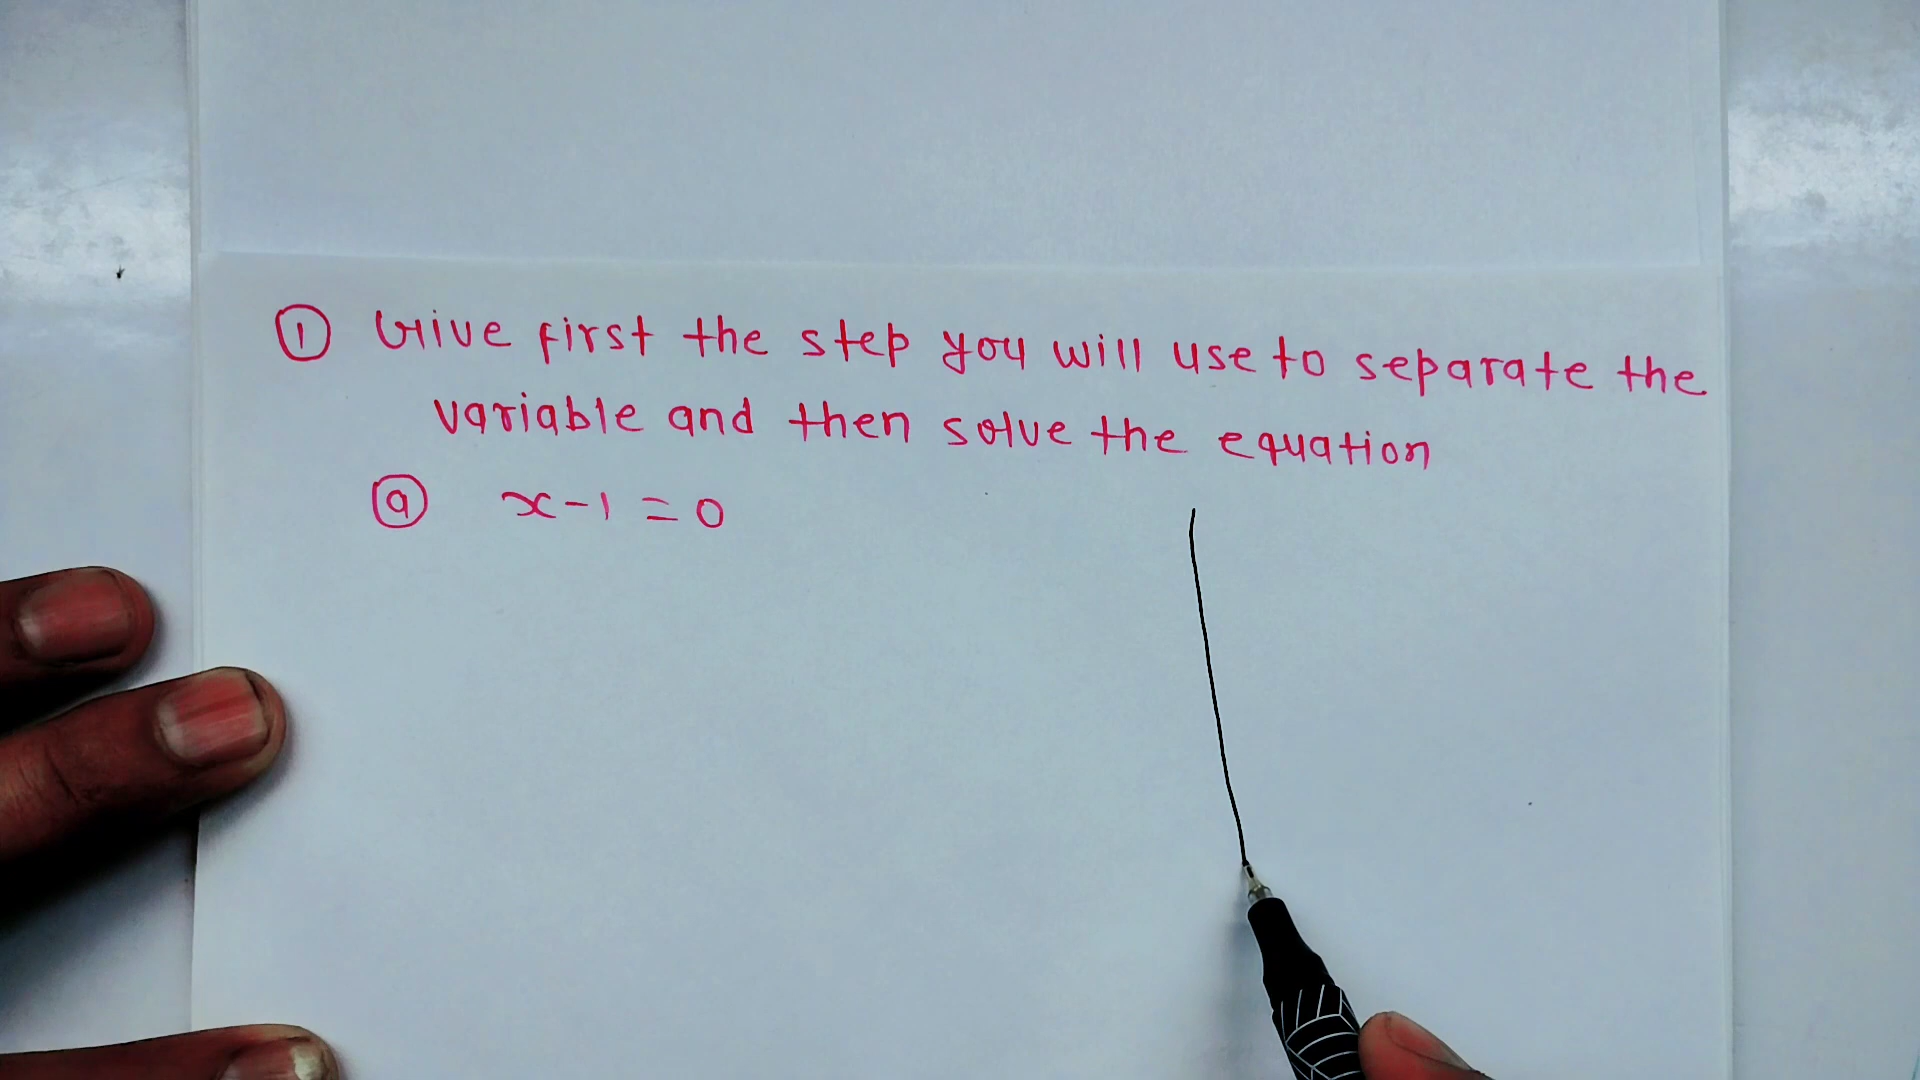 ① Give first the step you will use to separate the
variable and then solve the equation
ⓐ x-1=0